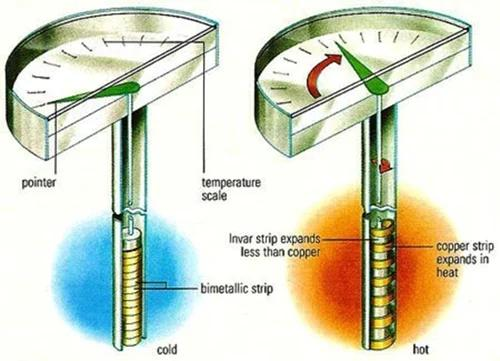 pointer
temperature
scale
bimetallic strip
cold
Invar strip expands
less than copper
copper strip
expands in
heat
hot